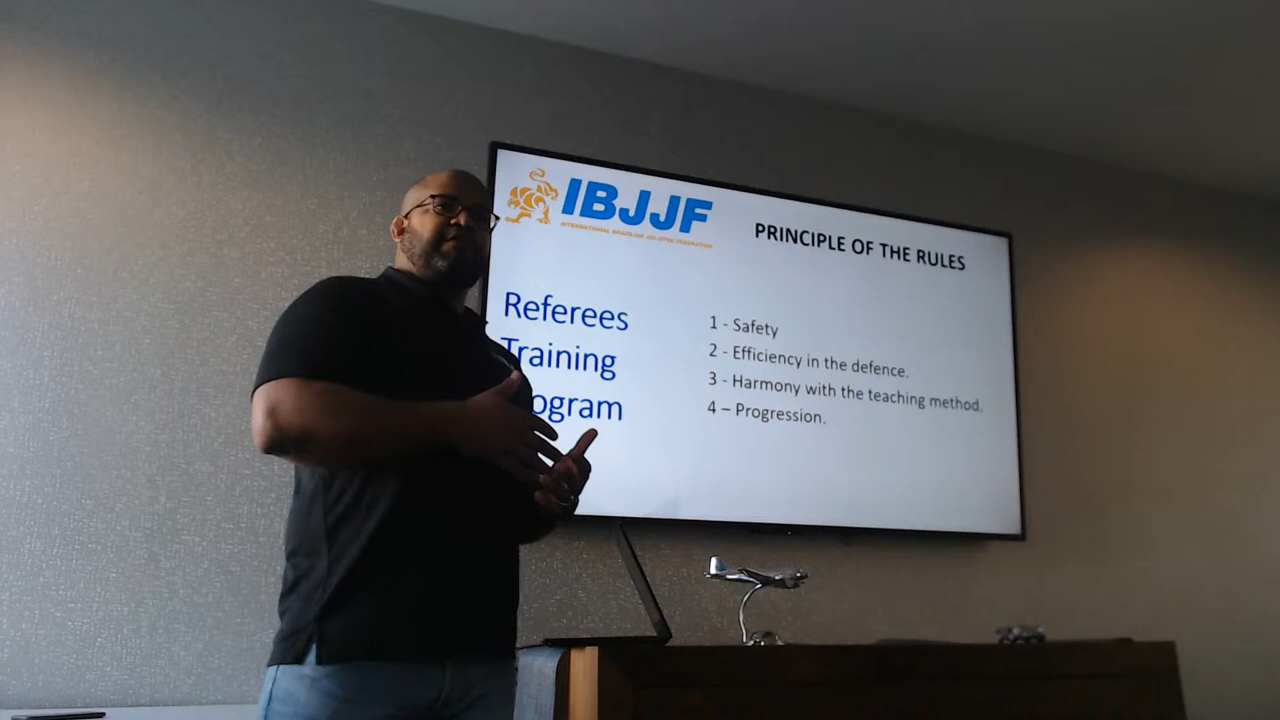 IBJJF
INTERNATIONAL BRAZILIAN JIU-JITSU FEDERATION
PRINCIPLE OF THE RULES
Referees
Training
ogram
1 - Safety
2 - Efficiency in the defence.
3 - Harmony with the teaching method.
4 – Progression.